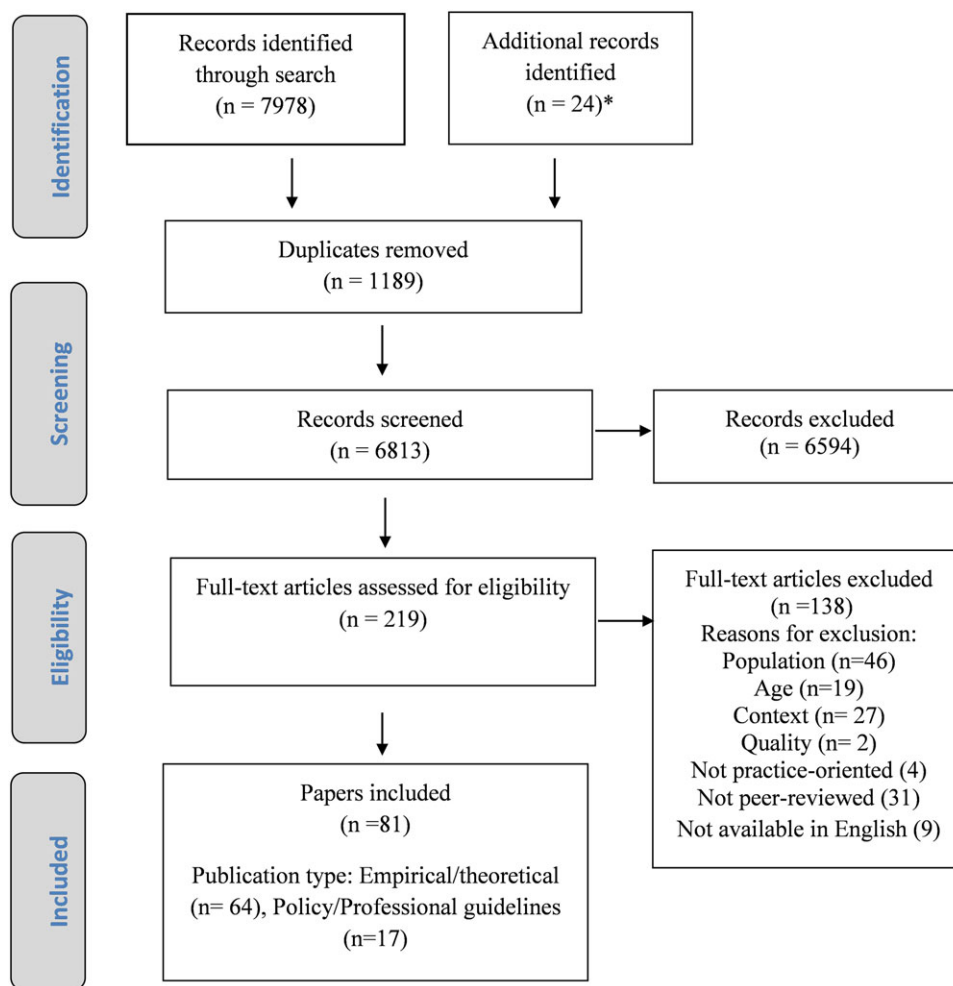 Identification
Records identified
through search
(n = 7978)
Additional records
identified
(n = 24)*
Duplicates removed
(n = 1189)
Screening
Records screened
(n = 6813)
Records excluded
(n = 6594)
Eligibility
Full-text articles assessed for eligibility
(n = 219)
Full-text articles excluded
(n =138)
Reasons for exclusion:
Population (n=46)
Age (n=19)
Context (n= 27)
Quality (n= 2)
Not practice-oriented (4)
Not peer-reviewed (31)
Not available in English (9)
Included
Papers included
(n =81)
Publication type: Empirical/theoretical
(n= 64), Policy/Professional guidelines
(n=17)